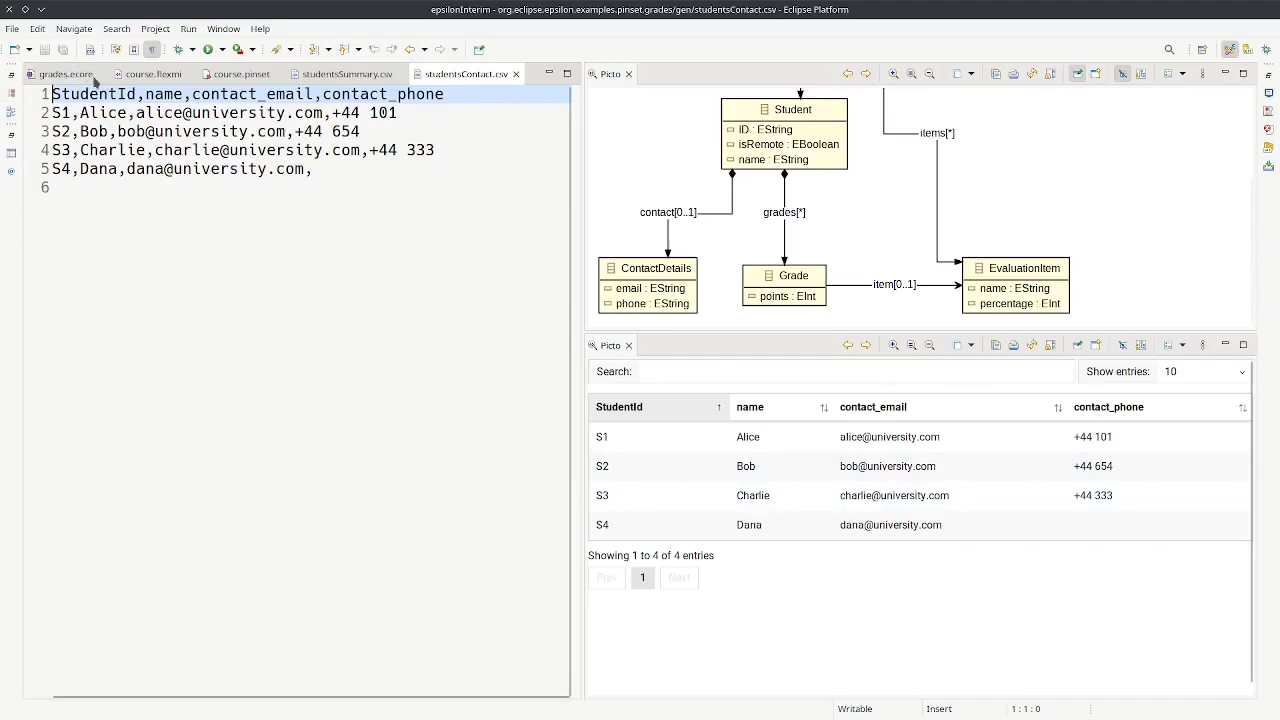 epsilonInterim - org.eclipse.epsilon.examples.pinset.grades/gen/studentsContact.csv - Eclipse Platform
File Edit Navigate Search Project Run Window Help
grades.ecore course.flexmi course.pinset studentsSummary.csv studentsContact.csv
1 StudentId,name,contact_email,contact_phone
2 S1,Alice,alice@university.com,+44 101
3 S2,Bob,bob@university.com,+44 654
4 S3,Charlie,charlie@university.com,+44 333
5 S4,Dana,dana@university.com,
6
Picto
Student
ID : EString
isRemote : EBoolean
name : EString
items[*]
contact[0..1]
grades[*]
ContactDetails
email : EString
phone : EString
Grade
points : EInt
item[0..1]
EvaluationItem
name : EString
percentage : EInt
Picto
Search: Show entries: 10
StudentId name contact_email contact_phone
S1 Alice alice@university.com +44 101
S2 Bob bob@university.com +44 654
S3 Charlie charlie@university.com +44 333
S4 Dana dana@university.com
Showing 1 to 4 of 4 entries
Prev 1 Next
Writable Insert 1 : 1 : 0